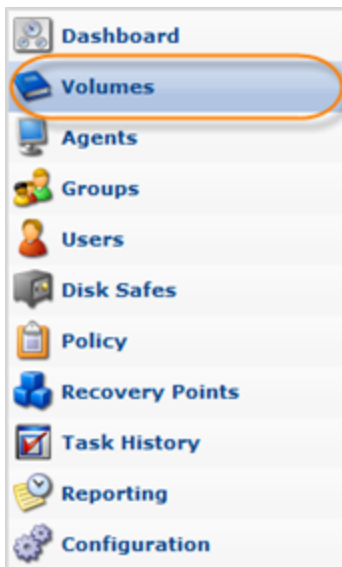 Dashboard
Volumes
Agents
Groups
Users
Disk Safes
Policy
Recovery Points
Task History
Reporting
Configuration